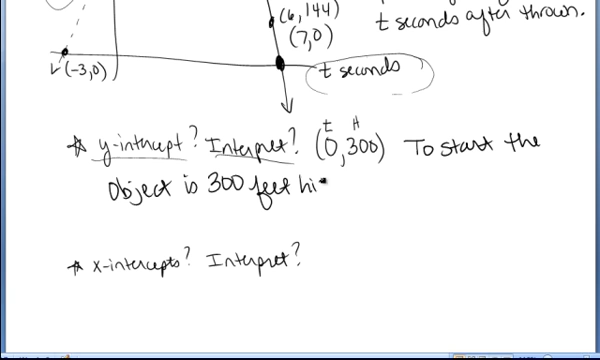 (6, 144)
(7, 0)
t seconds after thrown.
(-3, 0)
t seconds
* y-intercept? Interpret? (0, 300) To start the
t H
object is 300 feet hi
* x-intercepts? Interpret?